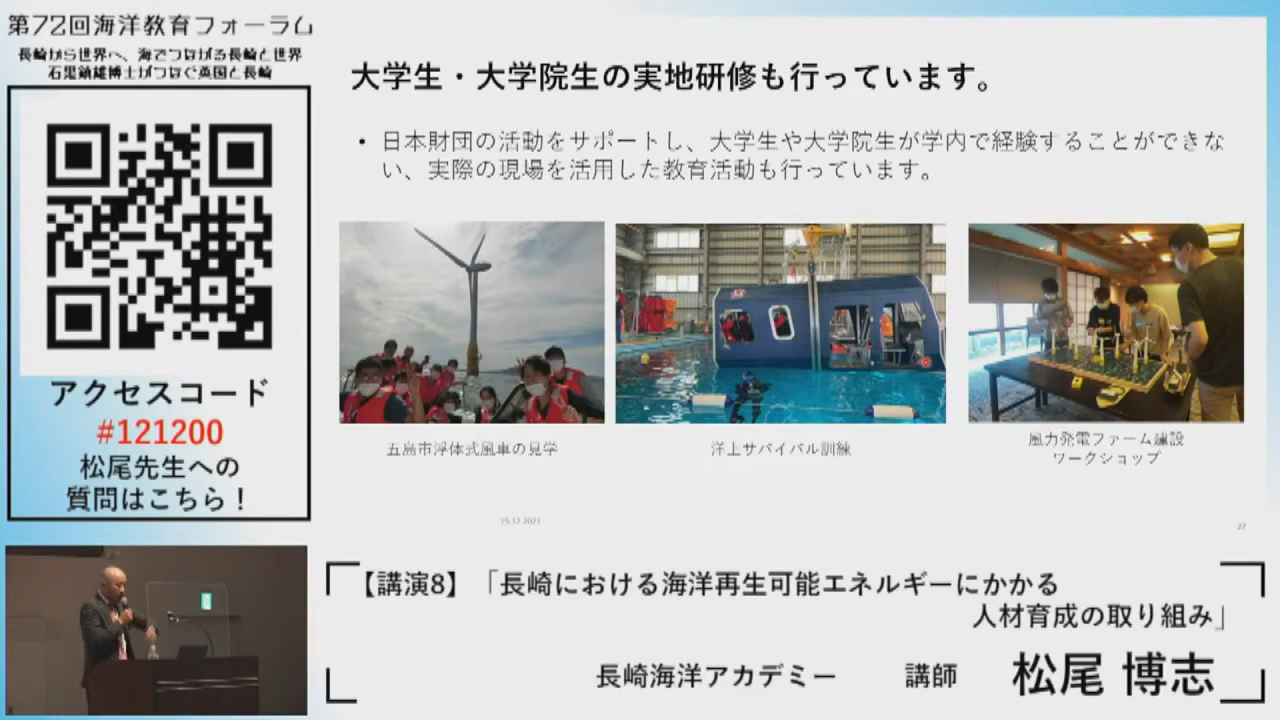 第72回海洋教育フォーラム
長崎から世界へ、海でつながる長崎と世界
石黒鎮雄博士がつなぐ英国と長崎
アクセスコード
#121200
松尾先生への
質問はこちら！
大学生・大学院生の実地研修も行っています。
• 日本財団の活動をサポートし、大学生や大学院生が学内で経験することができな
い、実際の現場を活用した教育活動も行っています。
五島市浮体式風車の見学
洋上サバイバル訓練
風力発電ファーム建設
ワークショップ
19.12.2021
27
【講演8】「長崎における海洋再生可能エネルギーにかかる
人材育成の取り組み」
長崎海洋アカデミー 講師 松尾 博志